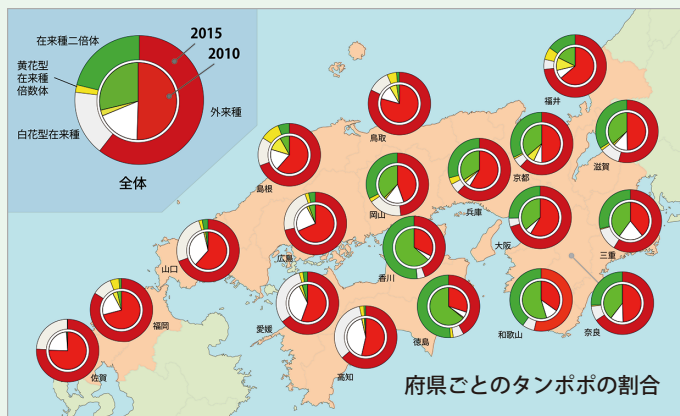 2015
2010
在来種二倍体
黄花型
在来種
倍数体
白花型在来種
外来種
全体
福井
鳥取
滋賀
京都
島根
岡山
兵庫
大阪
三重
広島
山口
香川
福岡
愛媛
徳島
和歌山
奈良
佐賀
高知
府県ごとのタンポポの割合